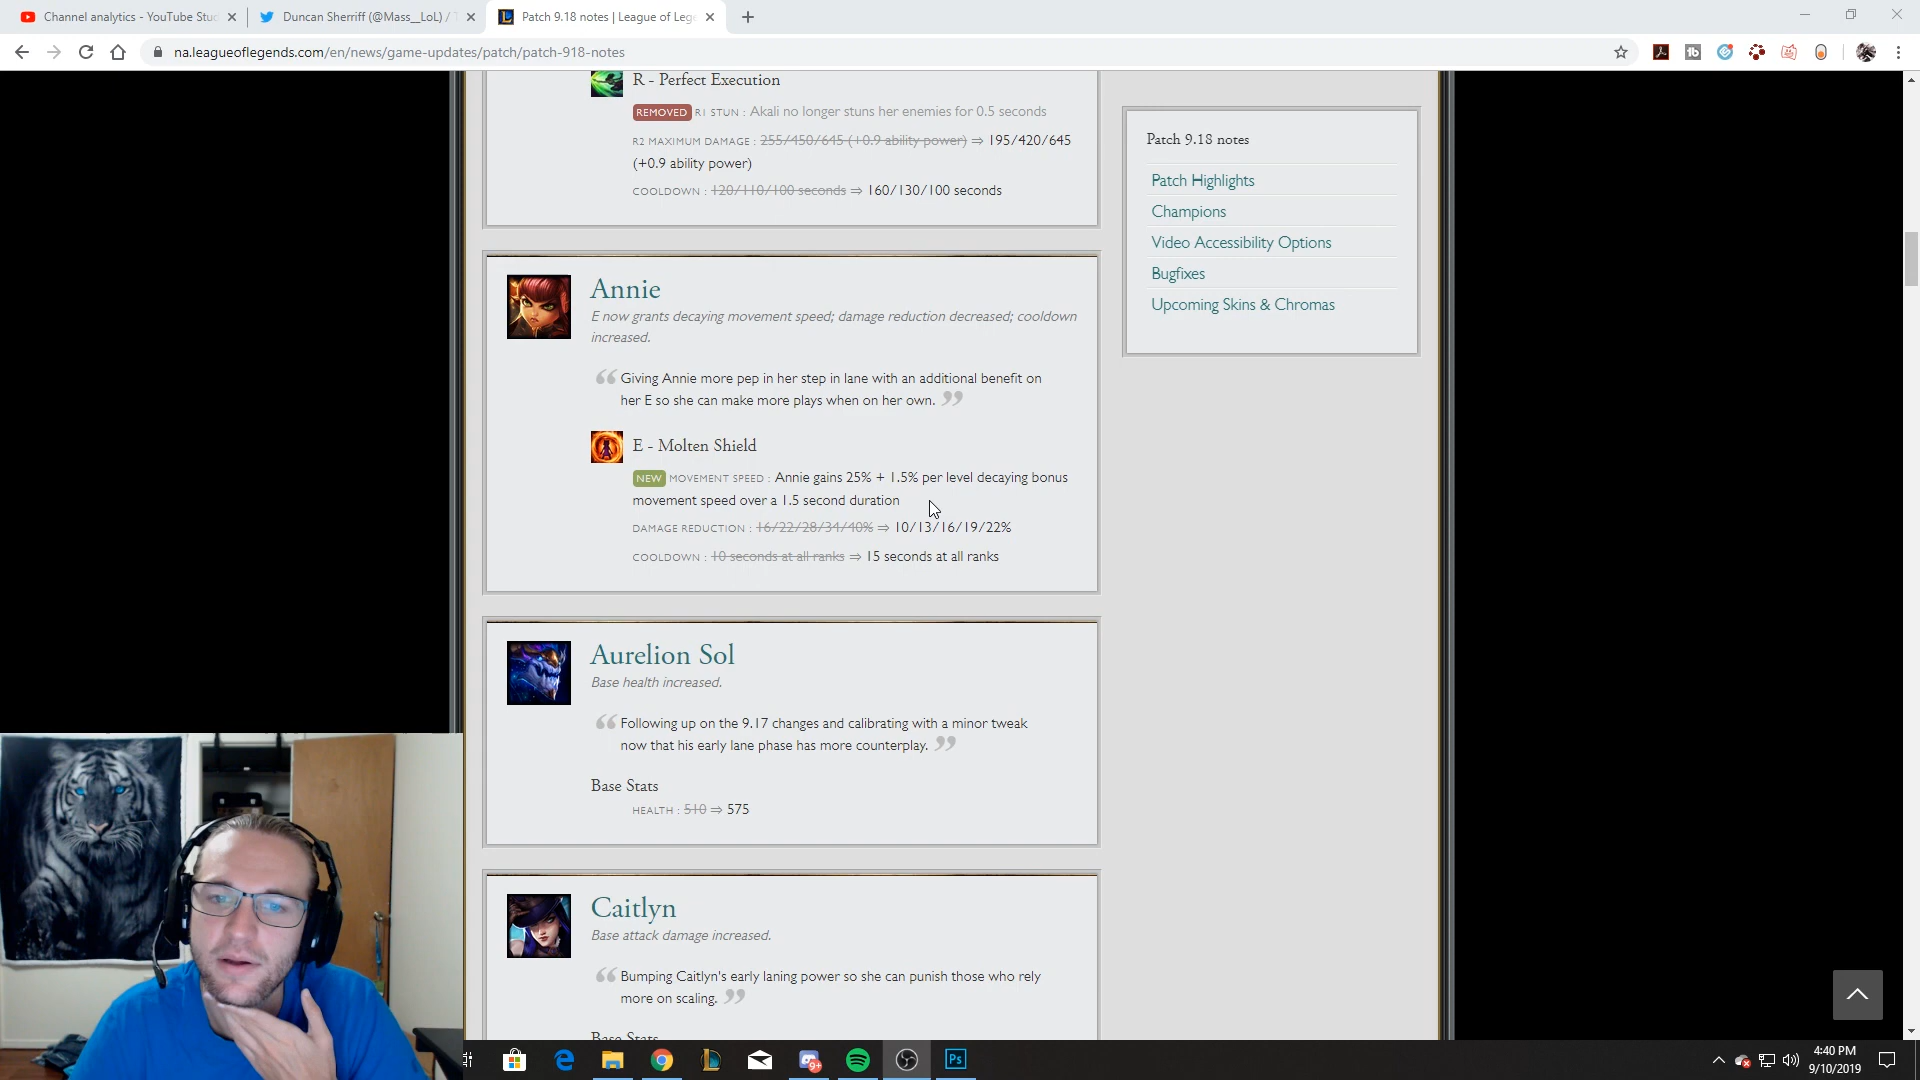 Channel analytics - YouTube Stu
Duncan Sherriff (@Mass__LoL) / T
Patch 9.18 notes | League of Lege
na.leagueoflegends.com/en/news/game-updates/patch/patch-918-notes
R - Perfect Execution
REMOVED R1 STUN : Akali no longer stuns her enemies for 0.5 seconds
R2 MAXIMUM DAMAGE : 255/450/645 (+0.9 ability power) ⇒ 195/420/645
(+0.9 ability power)
COOLDOWN : 120/110/100 seconds ⇒ 160/130/100 seconds
Patch 9.18 notes
Patch Highlights
Champions
Video Accessibility Options
Bugfixes
Upcoming Skins & Chromas
Annie
E now grants decaying movement speed; damage reduction decreased; cooldown
increased.
“ Giving Annie more pep in her step in lane with an additional benefit on
her E so she can make more plays when on her own. ”
E - Molten Shield
NEW MOVEMENT SPEED : Annie gains 25% + 1.5% per level decaying bonus
movement speed over a 1.5 second duration
DAMAGE REDUCTION : 16/22/28/34/40% ⇒ 10/13/16/19/22%
COOLDOWN : 10 seconds at all ranks ⇒ 15 seconds at all ranks
Aurelion Sol
Base health increased.
“ Following up on the 9.17 changes and calibrating with a minor tweak
now that his early lane phase has more counterplay. ”
Base Stats
HEALTH : 510 ⇒ 575
Caitlyn
Base attack damage increased.
“ Bumping Caitlyn's early laning power so she can punish those who rely
more on scaling. ”
Base Stats
9+
Ps
4:40 PM
9/10/2019